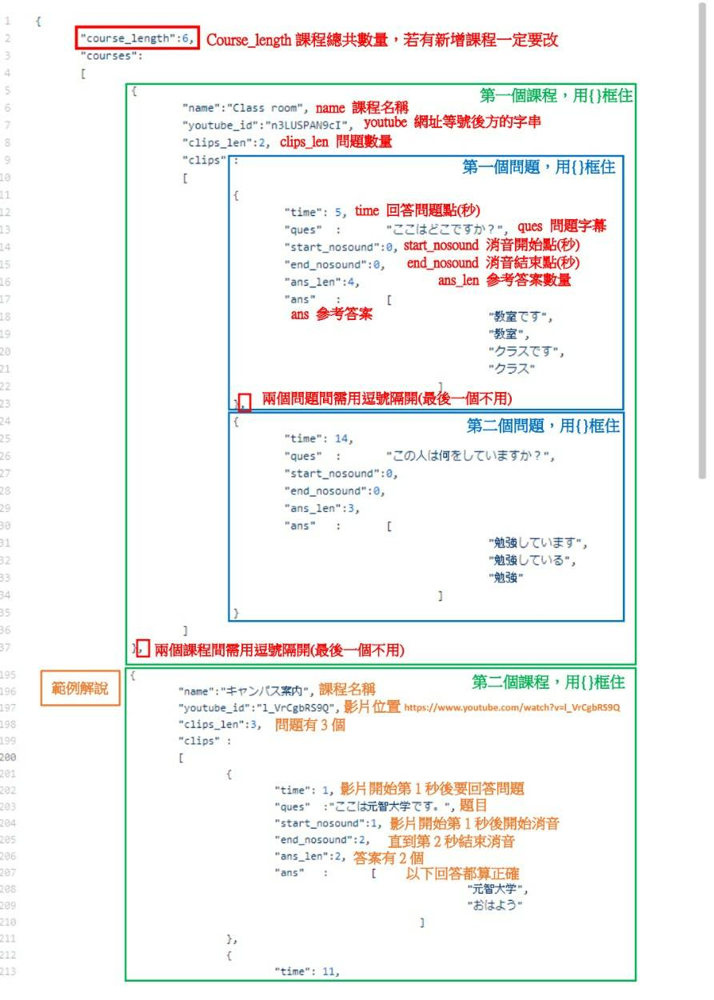 1 {
2 "course_length":6, Course_length 課程總共數量，若有新增課程一定要改
3 "courses":
4 [
5 { 第一個課程，用{}框住
6 "name":"Class room", name 課程名稱
7 "youtube_id":"n3LUSPAN9cI", youtube 網址等號後方的字串
8 "clips_len":2, clips_len 問題數量
9 "clips" : 第一個問題，用{}框住
10 [
11 {
12 "time": 5, time 回答問題點(秒)
13 "ques" : "ここはどこですか？", ques 問題字幕
14 "start_nosound":0, start_nosound 消音開始點(秒)
15 "end_nosound":0, end_nosound 消音結束點(秒)
16 "ans_len":4, ans_len 參考答案數量
17 "ans" : [
18 ans 參考答案 "教室です",
19 "教室",
20 "クラスです",
21 "クラス"
22 ]
23 }, 兩個問題間需用逗號隔開(最後一個不用)
24 { 第二個問題，用{}框住
25 "time": 14,
26 "ques" : "この人は何をしていますか？",
27 "start_nosound":0,
28 "end_nosound":0,
29 "ans_len":3,
30 "ans" : [
31 "勉強しています",
32 "勉強している",
33 "勉強"
34 ]
35 }
36 ]
37 }, 兩個課程間需用逗號隔開(最後一個不用)
195 範例解說 { 第二個課程，用{}框住
196 "name":"キャンパス案内", 課程名稱
197 "youtube_id":"l_VrCgbRS9Q", 影片位置 https://www.youtube.com/watch?v=l_VrCgbRS9Q
198 "clips_len":3, 問題有 3 個
199 "clips" :
200 [
201 {
202 "time": 1, 影片開始第 1 秒後要回答問題
203 "ques" :"ここは元智大学です。", 題目
204 "start_nosound":1, 影片開始第 1 秒後開始消音
205 "end_nosound":2, 直到第 2 秒結束消音
206 "ans_len":2, 答案有 2 個
207 "ans" : [ 以下回答都算正確
208 "元智大学",
209 "おはよう"
210 ]
211 },
212 {
213 "time": 11,